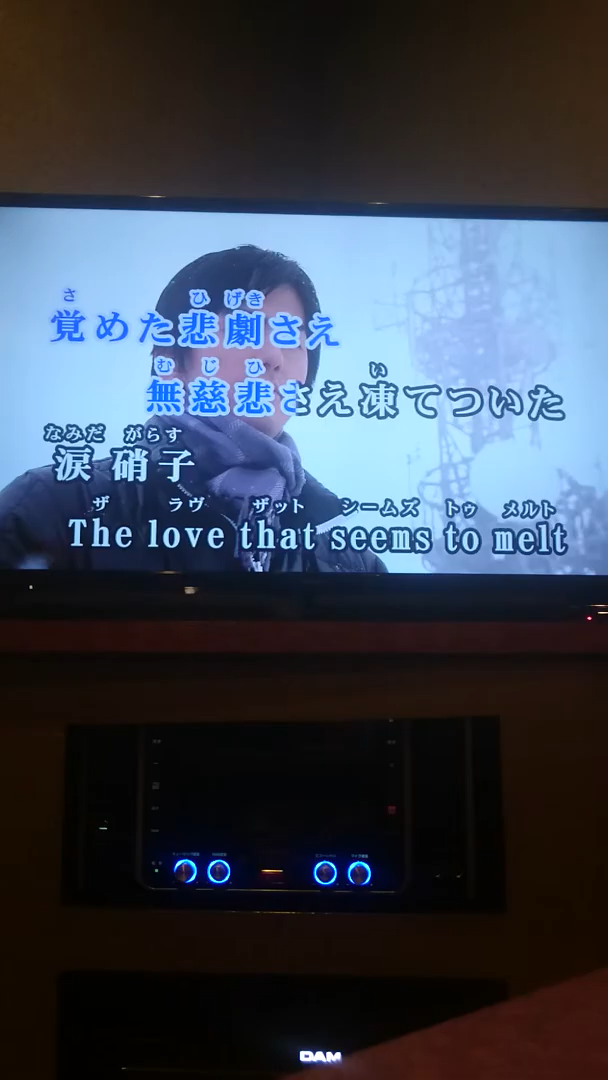 さ ひ げき
覚めた悲劇さえ
む じ ひ い
無慈悲さえ凍てついた
なみだ がらす
涙 硝子
ザ ラヴ ザット シームズ トゥ メルト
The love that seems to melt
DAM